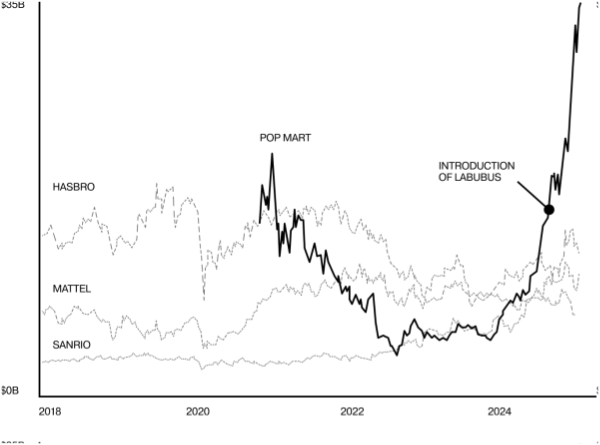 $35B
POP MART
INTRODUCTION
OF LABUBUS
HASBRO
MATTEL
SANRIO
$0B
2018
2020
2022
2024